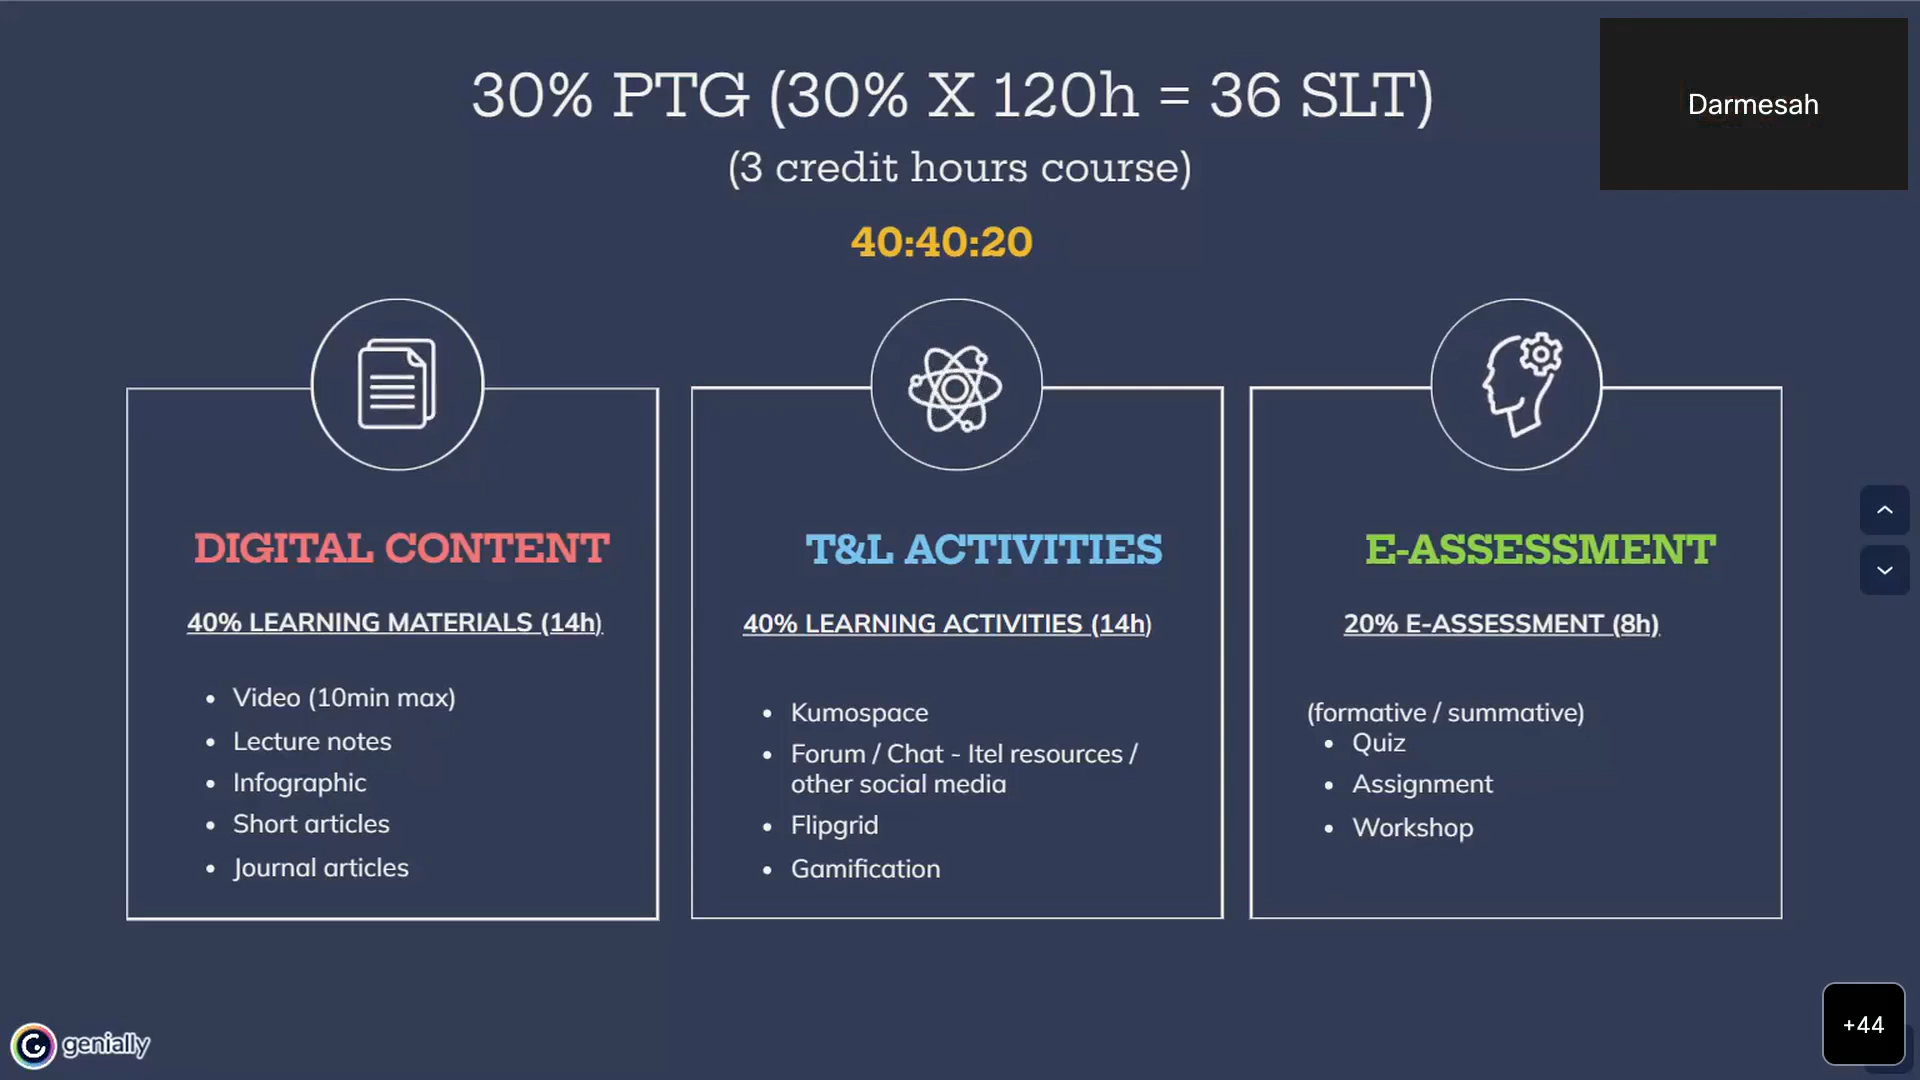 30% PTG (30% X 120h = 36 SLT)
Darmesah
(3 credit hours course)
40:40:20
DIGITAL CONTENT
40% LEARNING MATERIALS (14h)
• Video (10min max)
• Lecture notes
• Infographic
• Short articles
• Journal articles
T&L ACTIVITIES
40% LEARNING ACTIVITIES (14h)
• Kumospace
• Forum / Chat - Itel resources /
other social media
• Flipgrid
• Gamification
E-ASSESSMENT
20% E-ASSESSMENT (8h)
(formative / summative)
• Quiz
• Assignment
• Workshop
genially
+44